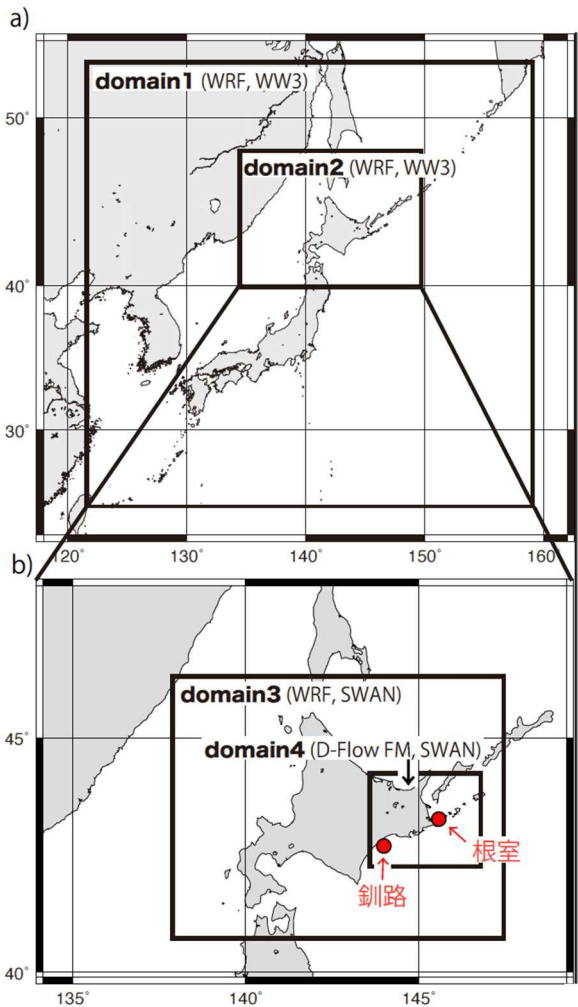 a)
domain1 (WRF, WW3)
50°
domain2 (WRF, WW3)
40°
30°
120° 130° 140° 150° 160°
b)
domain3 (WRF, SWAN)
45°
domain4 (D-Flow FM, SWAN)
根室
釧路
40°
135° 140° 145°